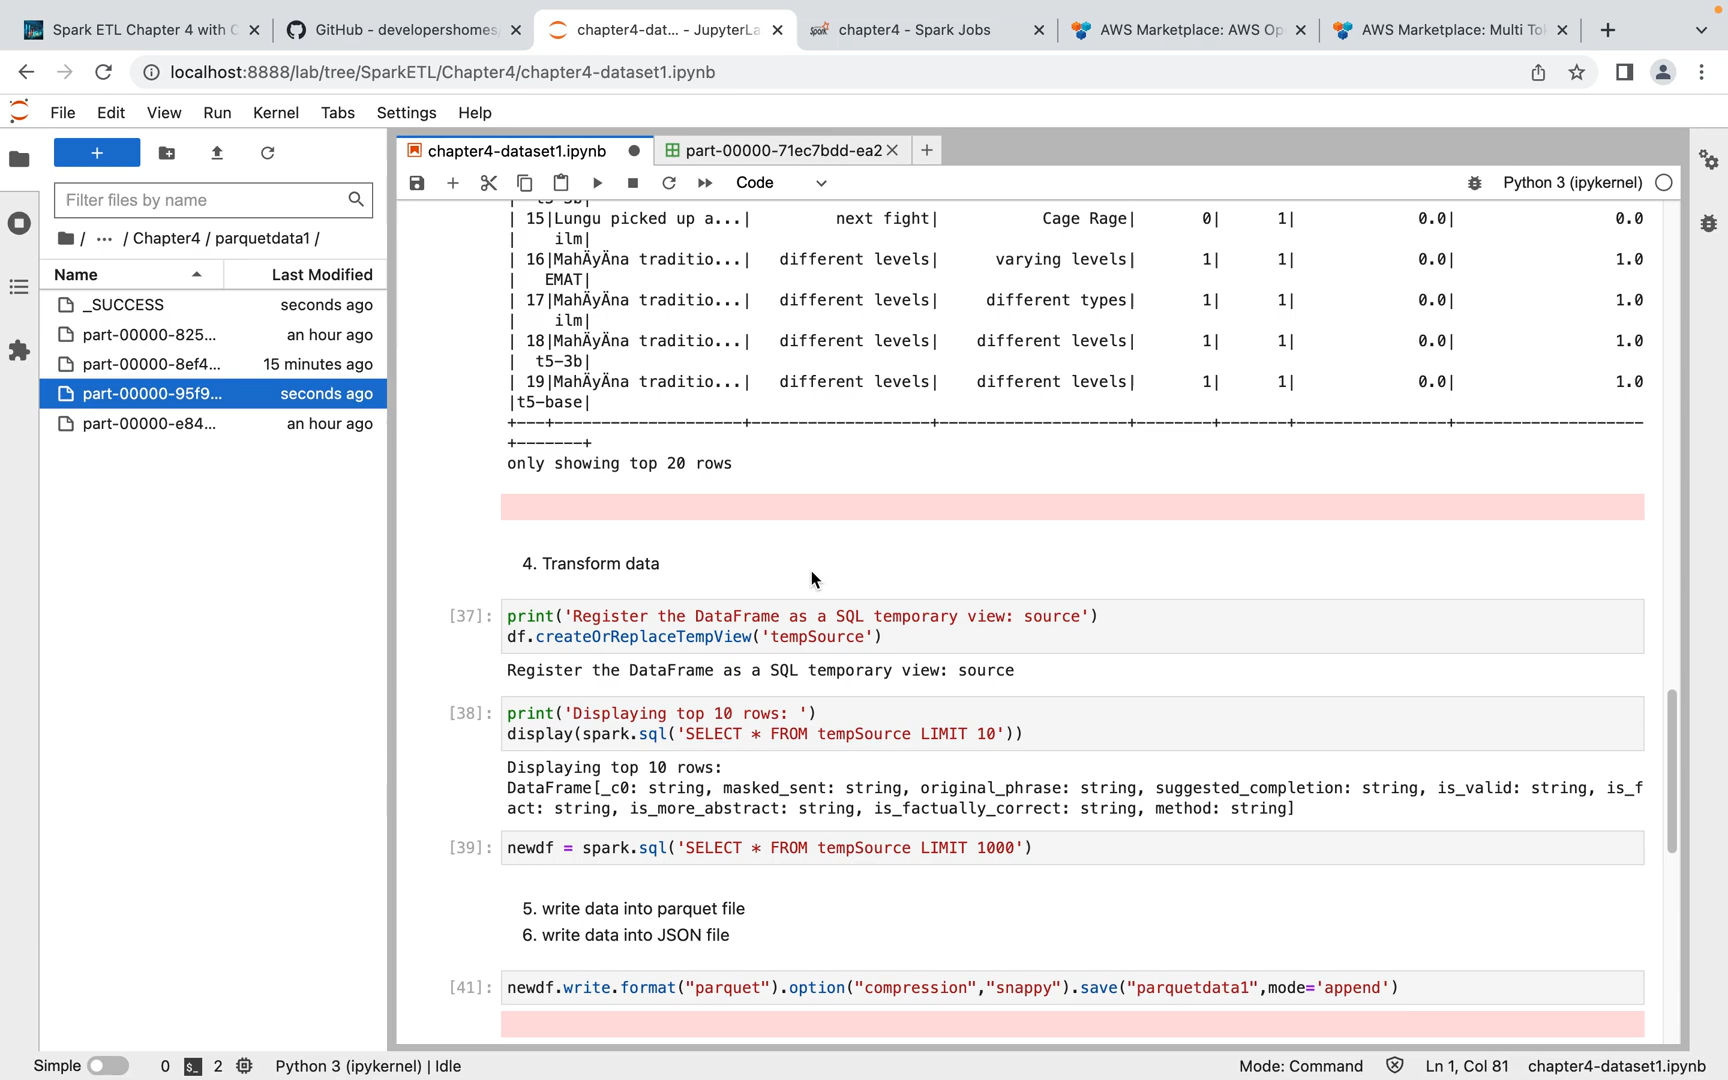 Spark ETL Chapter 4 with C
GitHub - developershomes
chapter4-dat... - JupyterLa
chapter4 - Spark Jobs
AWS Marketplace: AWS Op
AWS Marketplace: Multi To
localhost:8888/lab/tree/SparkETL/Chapter4/chapter4-dataset1.ipynb
File Edit View Run Kernel Tabs Settings Help
chapter4-dataset1.ipynb
part-00000-71ec7bdd-ea2
Code
Python 3 (ipykernel)
Filter files by name
/ ··· / Chapter4 / parquetdata1 /
Name Last Modified
_SUCCESS seconds ago
part-00000-825... an hour ago
part-00000-8ef4... 15 minutes ago
part-00000-95f9... seconds ago
part-00000-e84... an hour ago
| t5-3b|
| 15|Lungu picked up a...| next fight| Cage Rage| 0| 1| 0.0| 0.0
| ilm|
| 16|MahÄyÄna traditio...| different levels| varying levels| 1| 1| 0.0| 1.0
| EMAT|
| 17|MahÄyÄna traditio...| different levels| different types| 1| 1| 0.0| 1.0
| ilm|
| 18|MahÄyÄna traditio...| different levels| different levels| 1| 1| 0.0| 1.0
| t5-3b|
| 19|MahÄyÄna traditio...| different levels| different levels| 1| 1| 0.0| 1.0
|t5-base|
+---+--------------------+-------------------+--------------------+--------+-------+----------------+--------------------
+-------+
only showing top 20 rows
4. Transform data
[37]: print('Register the DataFrame as a SQL temporary view: source')
df.createOrReplaceTempView('tempSource')
Register the DataFrame as a SQL temporary view: source
[38]: print('Displaying top 10 rows: ')
display(spark.sql('SELECT * FROM tempSource LIMIT 10'))
Displaying top 10 rows:
DataFrame[_c0: string, masked_sent: string, original_phrase: string, suggested_completion: string, is_valid: string, is_f
act: string, is_more_abstract: string, is_factually_correct: string, method: string]
[39]: newdf = spark.sql('SELECT * FROM tempSource LIMIT 1000')
5. write data into parquet file
6. write data into JSON file
[41]: newdf.write.format("parquet").option("compression","snappy").save("parquetdata1",mode='append')
Simple 0 2 Python 3 (ipykernel) | Idle
Mode: Command Ln 1, Col 81 chapter4-dataset1.ipynb